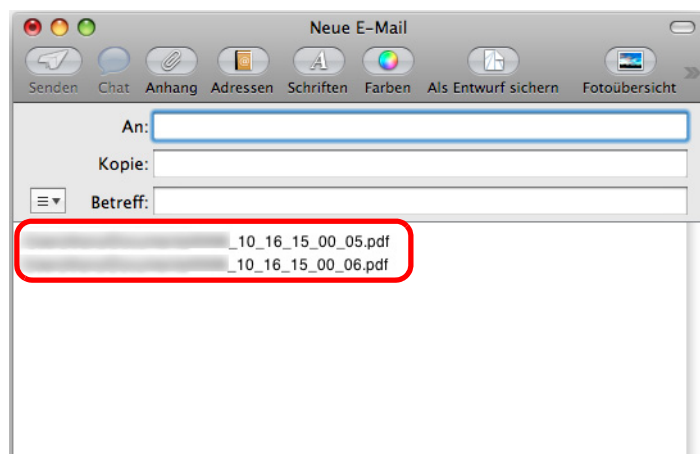 Neue E-Mail
Senden Chat Anhang Adressen Schriften Farben Als Entwurf sichern Fotoübersicht
An:
Kopie:
Betreff:
_10_16_15_00_05.pdf
_10_16_15_00_06.pdf